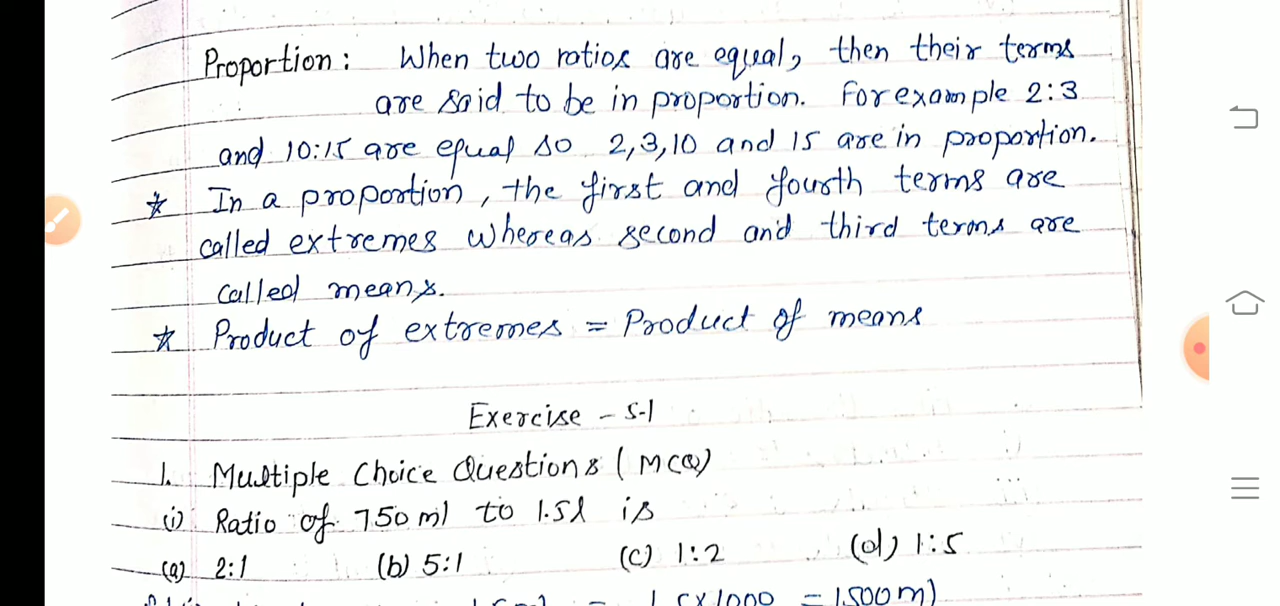 Proportion: When two ratios are equal, then their terms
are said to be in proportion. For example 2:3
and 10:15 are equal so 2,3,10 and 15 are in proportion.
☆ In a proportion, the first and fourth terms are
called extremes whereas second and third terms are
called means.
☆ Product of extremes = Product of means
Exercise - 5.1
1. Multiple Choice Questions (MCQ)
(i) Ratio of 750 ml to 1.5l is
(a) 2:1 (b) 5:1 (c) 1:2 (d) 1:5
= 1.5x1000 = 1500 ml